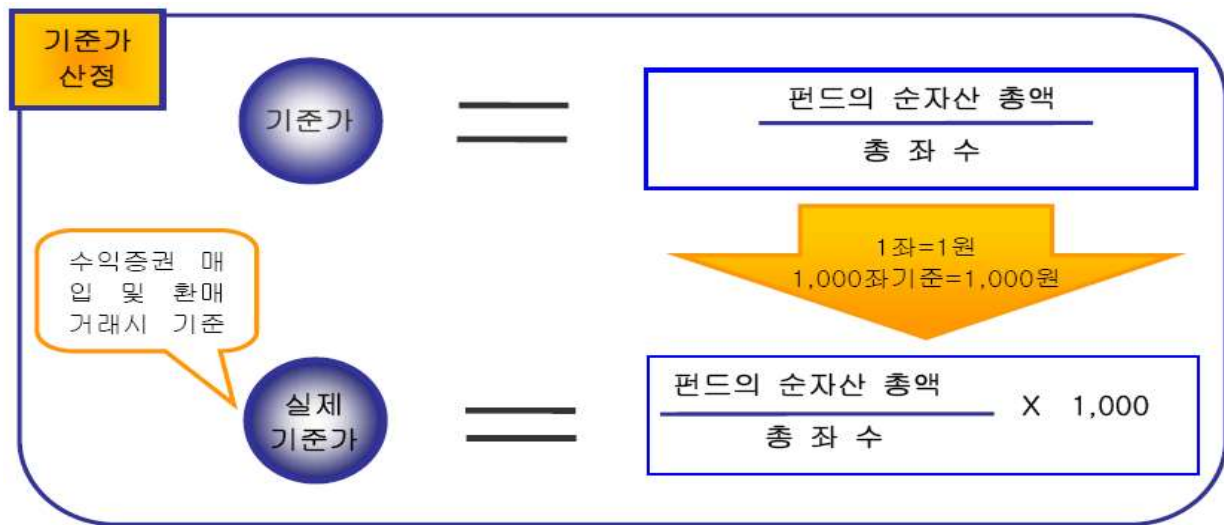 기준가
산정
기준가
펀드의 순자산 총액
총 좌 수
1좌=1원
1,000좌기준=1,000원
수익증권 매
입 및 환매
거래시 기준
실제
기준가
펀드의 순자산 총액
총 좌 수
X 1,000